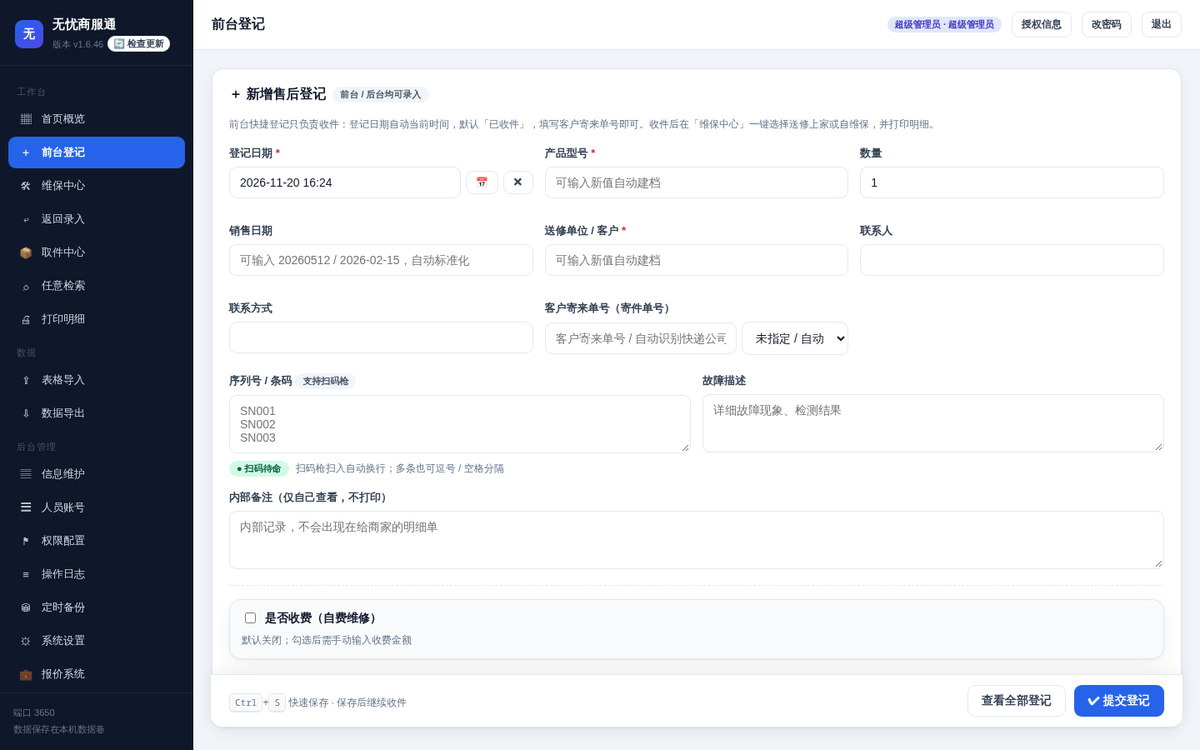 无
无忧商服通
版本 v1.6.46 检查更新
工作台
首页概览
前台登记
维保中心
返回录入
取件中心
任意检索
打印明细
数据
表格导入
数据导出
后台管理
信息维护
人员账号
权限配置
操作日志
定时备份
系统设置
报价系统
端口 3650
数据保存在本机数据卷
前台登记
超级管理员 · 超级管理员
授权信息
改密码
退出
＋ 新增售后登记 前台 / 后台均可录入
前台快捷登记只负责收件：登记日期自动当前时间，默认「已收件」，填写客户寄来单号即可。收件后在「维保中心」一键选择送修上家或自维保，并打印明细。
登记日期 * 产品型号 * 数量
2026-11-20 16:24 可输入新值自动建档 1
销售日期 送修单位 / 客户 * 联系人
可输入 20260512 / 2026-02-15，自动标准化 可输入新值自动建档
联系方式 客户寄来单号（寄件单号）
客户寄来单号 / 自动识别快递公司 未指定 / 自动
序列号 / 条码 支持扫码枪 故障描述
SN001 详细故障现象、检测结果
SN002
SN003
● 扫码待命 扫码枪扫入自动换行；多条也可逗号 / 空格分隔
内部备注（仅自己查看，不打印）
内部记录，不会出现在给商家的明细单
是否收费（自费维修）
默认关闭；勾选后需手动输入收费金额
Ctrl + S 快速保存 · 保存后继续收件
查看全部登记
✔ 提交登记